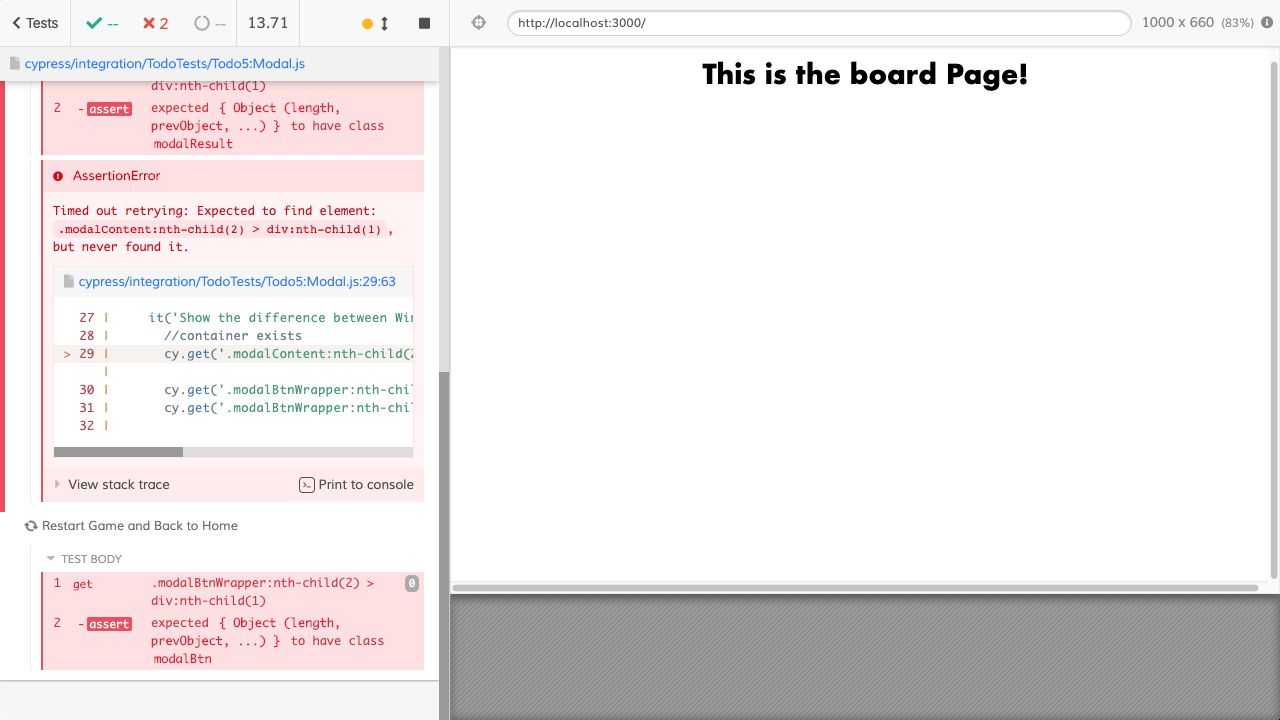 Tests
--
2
--
13.71
http://localhost:3000/
1000 x 660 (83%)
cypress/integration/TodoTests/Todo5:Modal.js
div:nth-child(1)
2 -assert expected { Object (length,
prevObject, ...) } to have class
modalResult
AssertionError
Timed out retrying: Expected to find element:
.modalContent:nth-child(2) > div:nth-child(1),
but never found it.
cypress/integration/TodoTests/Todo5:Modal.js:29:63
27 | it('Show the difference between Win
28 | //container exists
> 29 | cy.get('.modalContent:nth-child(2
|
30 | cy.get('.modalBtnWrapper:nth-chil
31 | cy.get('.modalBtnWrapper:nth-chil
32 |
View stack trace
Print to console
Restart Game and Back to Home
TEST BODY
1 get .modalBtnWrapper:nth-child(2) > 0
div:nth-child(1)
2 -assert expected { Object (length,
prevObject, ...) } to have class
modalBtn
This is the board Page!